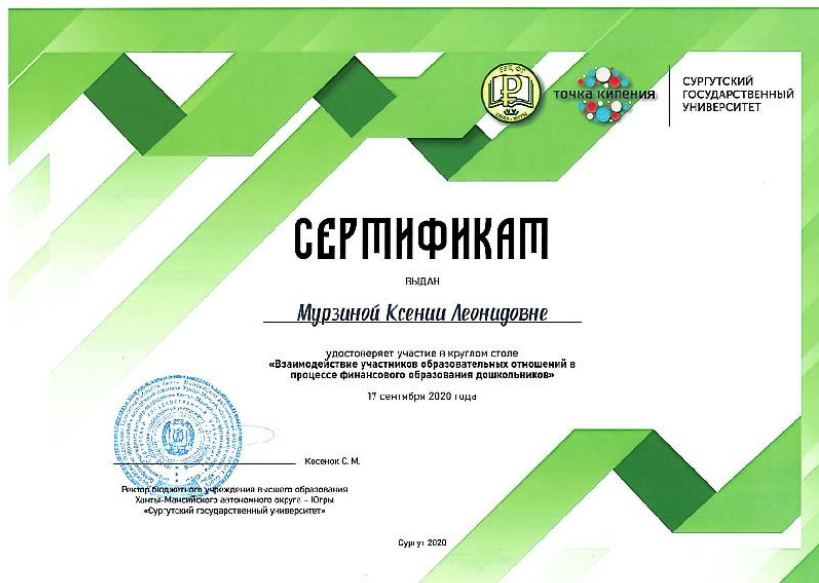 точка кипения
СУРГУТСКИЙ
ГОСУДАРСТВЕННЫЙ
УНИВЕРСИТЕТ
СЕРТИФИКАТ
ВЫДАН
Мурзиной Ксении Леонидовне
удостоверяет участие в круглом столе
«Взаимодействие участников образовательных отношений в
процессе финансового образования дошкольников»
17 сентября 2020 года
Косенок С. М.
Ректор бюджетного учреждения высшего образования
Ханты-Мансийского автономного округа – Югры
«Сургутский государственный университет»
Сургут 2020